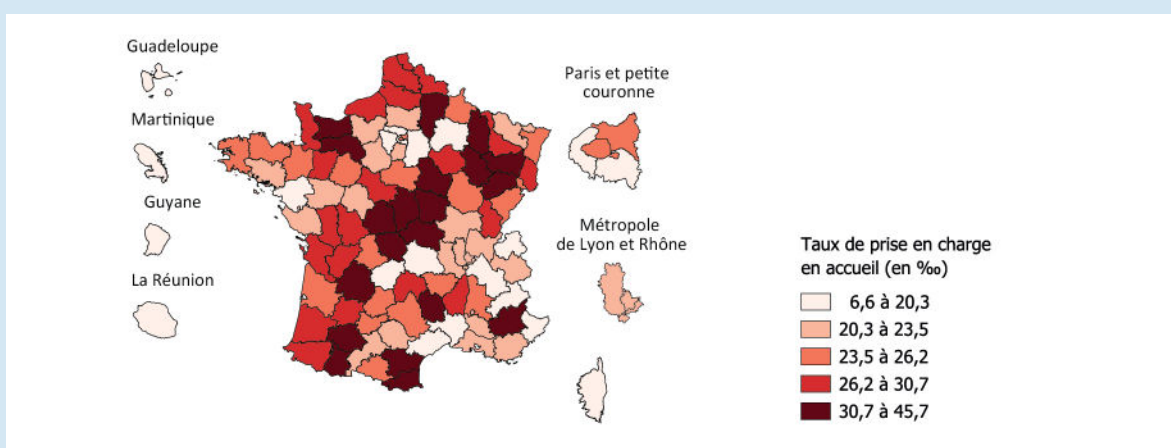 Guadeloupe
Martinique
Guyane
La Réunion
Paris et petite
couronne
Métropole
de Lyon et Rhône
Taux de prise en charge
en accueil (en ‰)
6,6 à 20,3
20,3 à 23,5
23,5 à 26,2
26,2 à 30,7
30,7 à 45,7